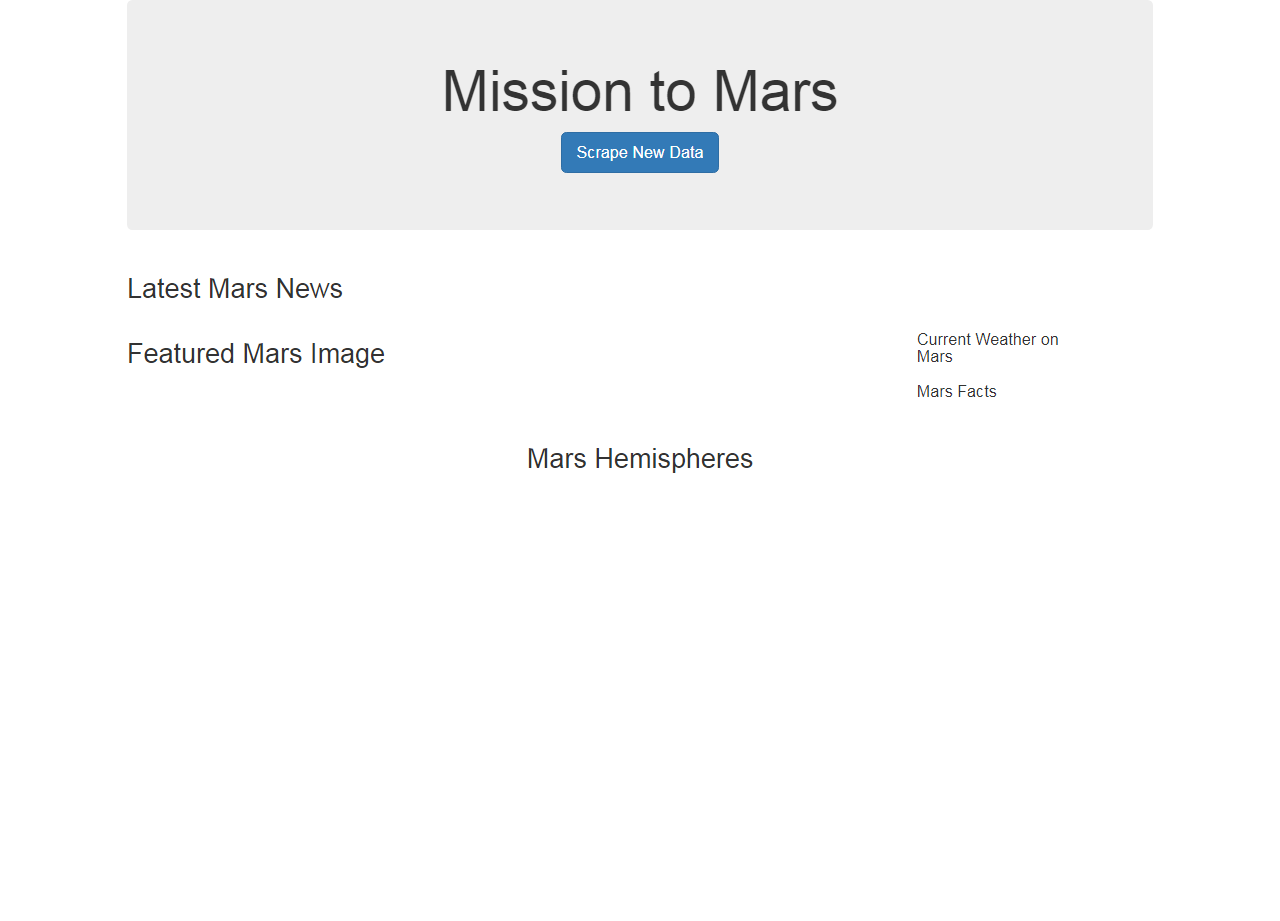 Mission to Mars
Scrape New Data
Latest Mars News
Featured Mars Image
Current Weather on
Mars
Mars Facts
Mars Hemispheres